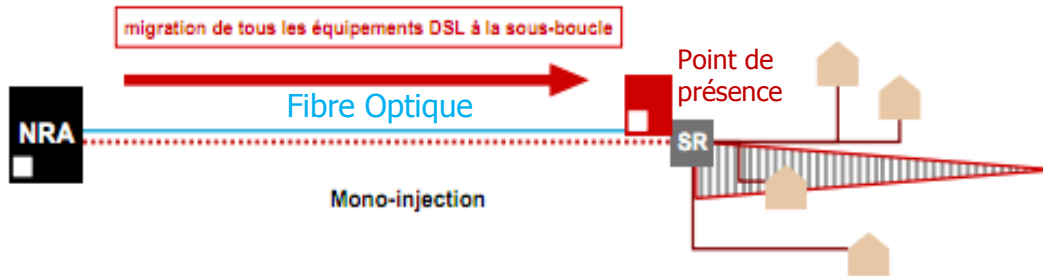 migration de tous les équipements DSL à la sous-boucle
Point de
présence
Fibre Optique
NRA
SR
Mono-injection